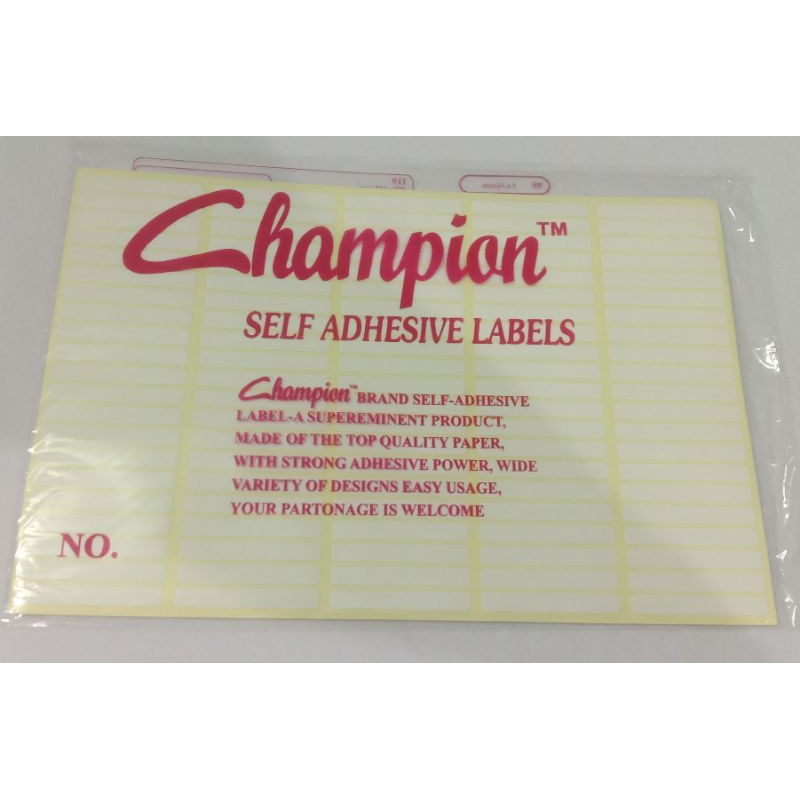 Champion™
SELF ADHESIVE LABELS
Champion™ BRAND SELF-ADHESIVE
LABEL-A SUPEREMINENT PRODUCT,
MADE OF THE TOP QUALITY PAPER,
WITH STRONG ADHESIVE POWER, WIDE
VARIETY OF DESIGNS EASY USAGE,
YOUR PARTONAGE IS WELCOME
NO.